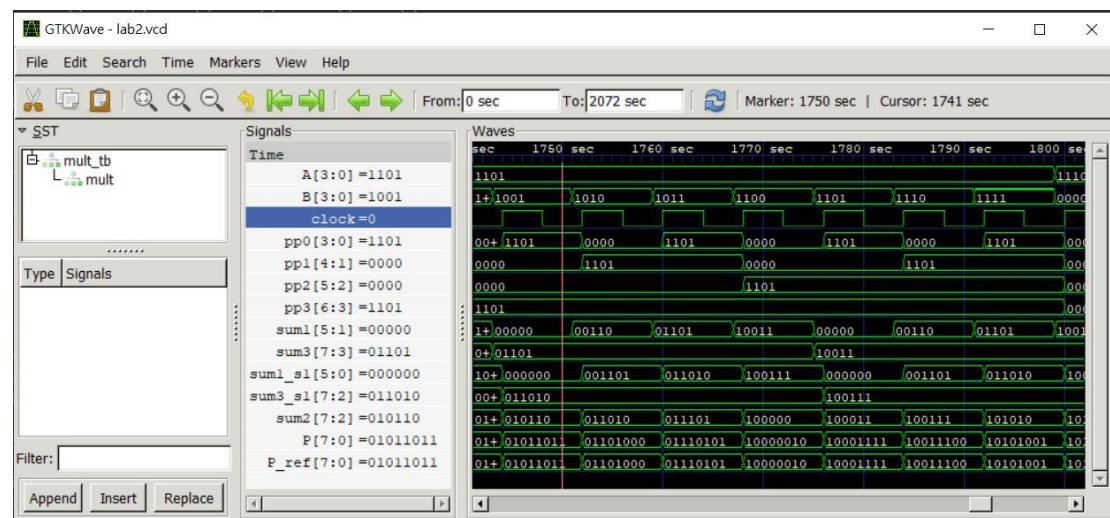 GTKWave - lab2.vcd
File Edit Search Time Markers View Help
From: 0 sec To: 2072 sec Marker: 1750 sec | Cursor: 1741 sec
SST
mult_tb
mult
Type Signals
Filter:
Append Insert Replace
Signals
Time
A[3:0] =1101
B[3:0] =1001
clock=0
pp0[3:0] =1101
pp1[4:1] =0000
pp2[5:2] =0000
pp3[6:3] =1101
sum1[5:1] =00000
sum3[7:3] =01101
sum1_s1[5:0] =000000
sum3_s1[7:2] =011010
sum2[7:2] =010110
P[7:0] =01011011
P_ref[7:0] =01011011
Waves
sec 1750 sec 1760 sec 1770 sec 1780 sec 1790 sec 1800 se
1101 1110
1+ 1001 1010 1011 1100 1101 1110 1111 0000
00+ 1101 0000 1101 0000 1101 0000 1101 000
0000 1101 0000 1101 000
0000 1101 000
1101 000
1+ 00000 00110 01101 10011 00000 00110 01101 1001
0+ 01101 10011
10+ 000000 001101 011010 100111 000000 001101 011010 100
00+ 011010 100111
01+ 010110 011010 011101 100000 100011 100111 101010 101
01+ 01011011 01101000 01110101 10000010 10001111 10011100 10101001 101
01+ 01011011 01101000 01110101 10000010 10001111 10011100 10101001 101